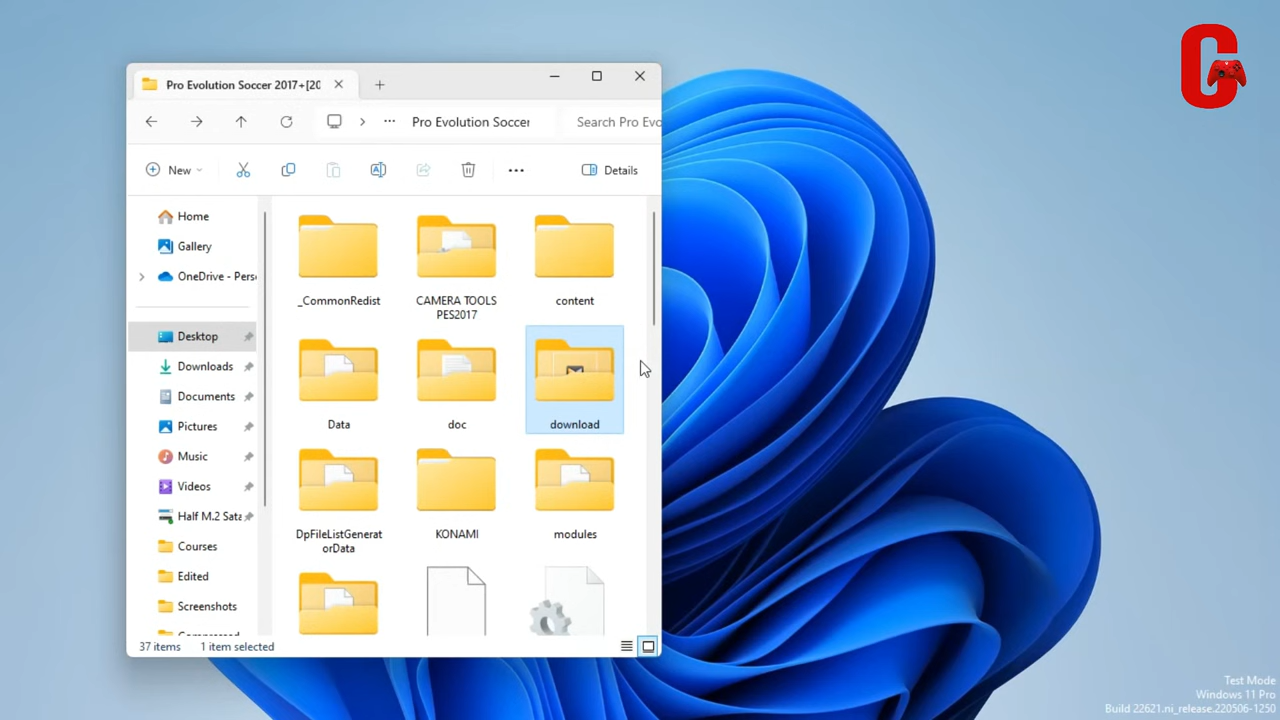 G
Pro Evolution Soccer 2017+[20
Pro Evolution Soccer
Search Pro Evo
New
Details
Home
Gallery
OneDrive - Perso
Desktop
Downloads
Documents
Pictures
Music
Videos
Half M.2 Sata
Courses
Edited
Screenshots
Compressed
_CommonRedist
CAMERA TOOLS
PES2017
content
Data
doc
download
DpFileListGenerat
orData
KONAMI
modules
37 items
1 item selected
Test Mode
Windows 11 Pro
Build 22621.ni_release.220506-1250